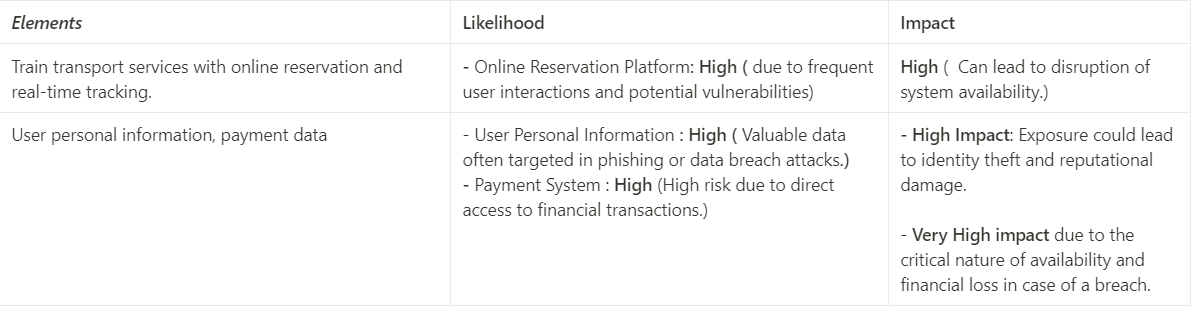 Elements
Likelihood
Impact
Train transport services with online reservation and
real-time tracking.
- Online Reservation Platform: High ( due to frequent
user interactions and potential vulnerabilities)
High (  Can lead to disruption of
system availability.)
User personal information, payment data
- User Personal Information : High ( Valuable data
often targeted in phishing or data breach attacks.)
- Payment System : High (High risk due to direct
access to financial transactions.)
- High Impact: Exposure could lead
to identity theft and reputational
damage.
- Very High impact due to the
critical nature of availability and
financial loss in case of a breach.